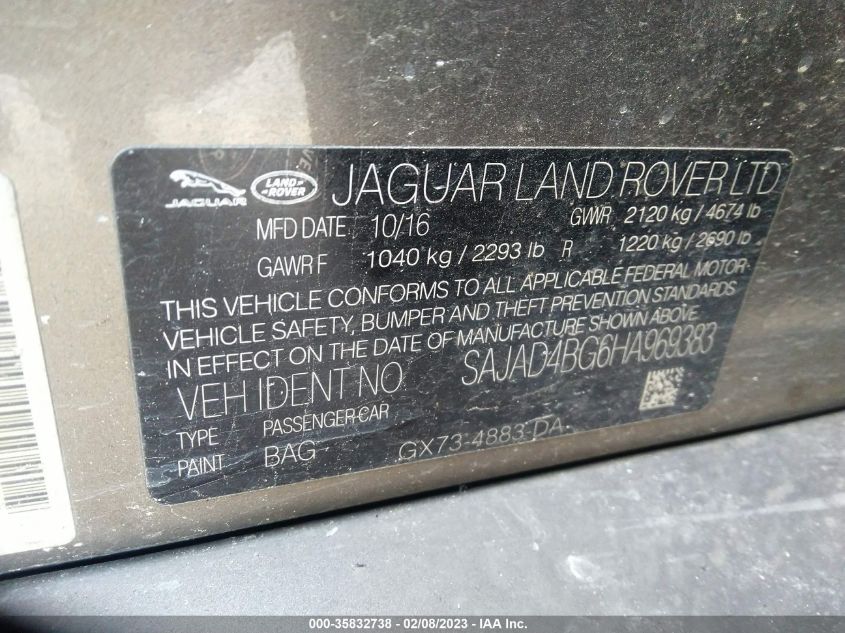 JAGUAR
LAND ROVER
JAGUAR LAND ROVER LTD
MFD DATE 10/16 GWR 2120 kg / 4674 lb
GAWR F 1040 kg / 2293 lb R 1220 kg / 2690 lb
THIS VEHICLE CONFORMS TO ALL APPLICABLE FEDERAL MOTOR-
VEHICLE SAFETY, BUMPER AND THEFT PREVENTION STANDARDS
IN EFFECT ON THE DATE OF MANUFACTURE SHOWN ABOVE
VEH IDENT NO SAJAD4BG6HA969383
TYPE PASSENGER CAR
PAINT BAG GX73-4883-DA
000-35832738 - 02/08/2023 - IAA Inc.